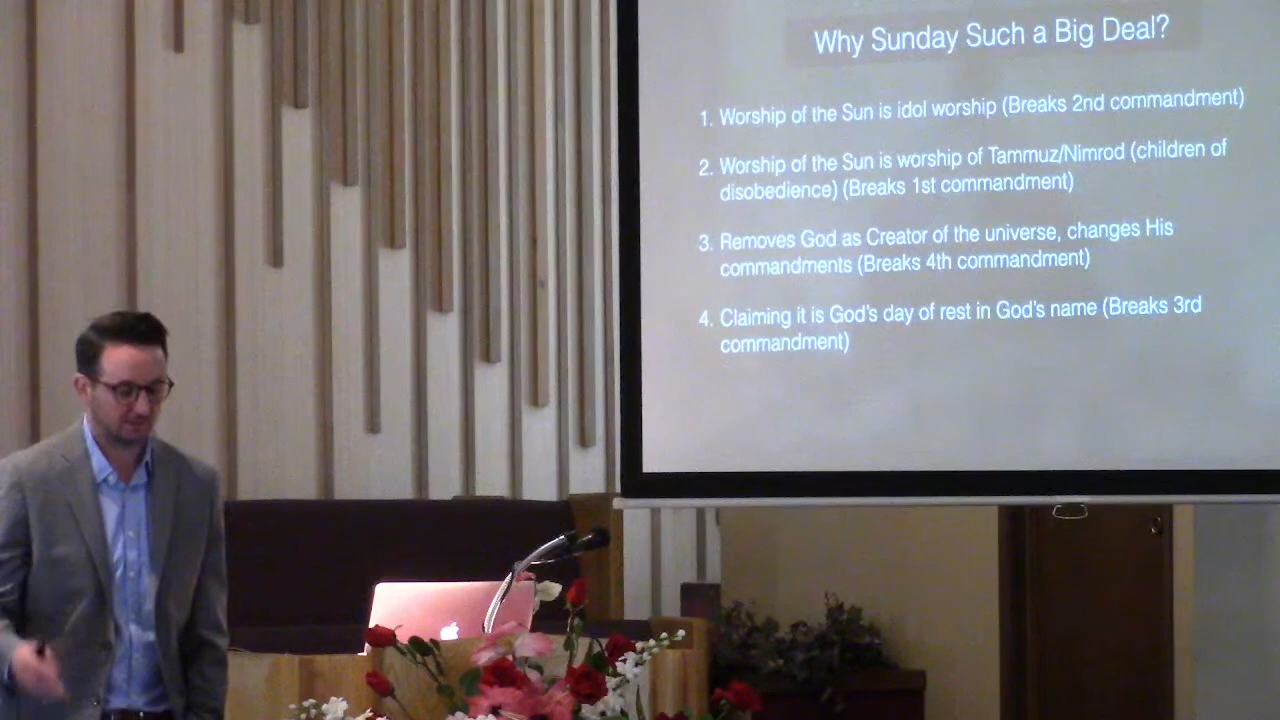 Why Sunday Such a Big Deal?
1. Worship of the Sun is idol worship (Breaks 2nd commandment)
2. Worship of the Sun is worship of Tammuz/Nimrod (children of
disobedience) (Breaks 1st commandment)
3. Removes God as Creator of the universe, changes His
commandments (Breaks 4th commandment)
4. Claiming it is God's day of rest in God's name (Breaks 3rd
commandment)